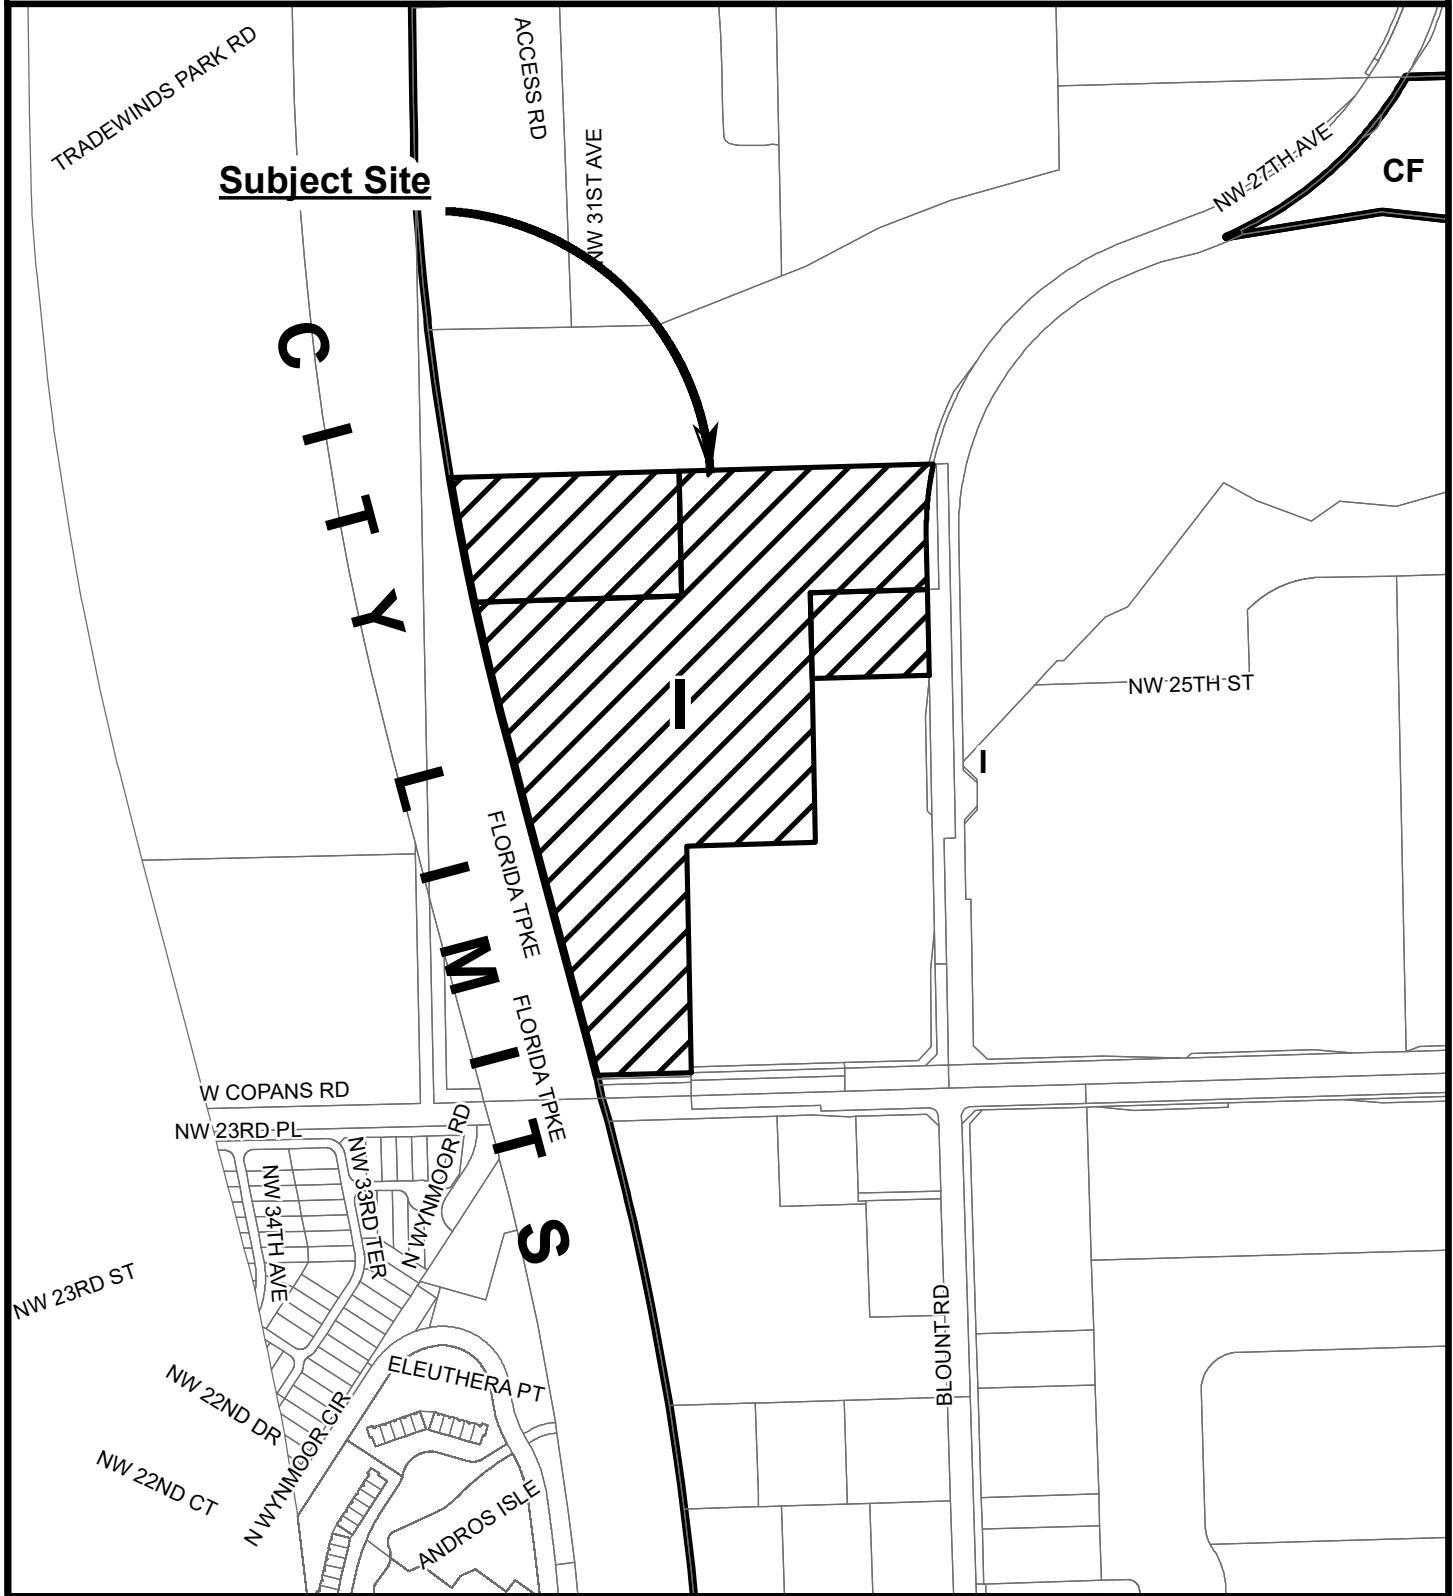 TRADEWINDS PARK RD
ACCESS RD
NW 31ST AVE
NW 27TH AVE
CF
Subject Site
CITY LIMITS
I
NW 25TH ST
I
FLORIDA TPKE
FLORIDA TPKE
W COPANS RD
NW 23RD PL
NW 34TH AVE
NW 33RD TER
N WYNMOOR RD
NW 23RD ST
BLOUNT RD
ELEUTHERA PT
NW 22ND DR
N WYNMOOR CIR
NW 22ND CT
ANDROS ISLE